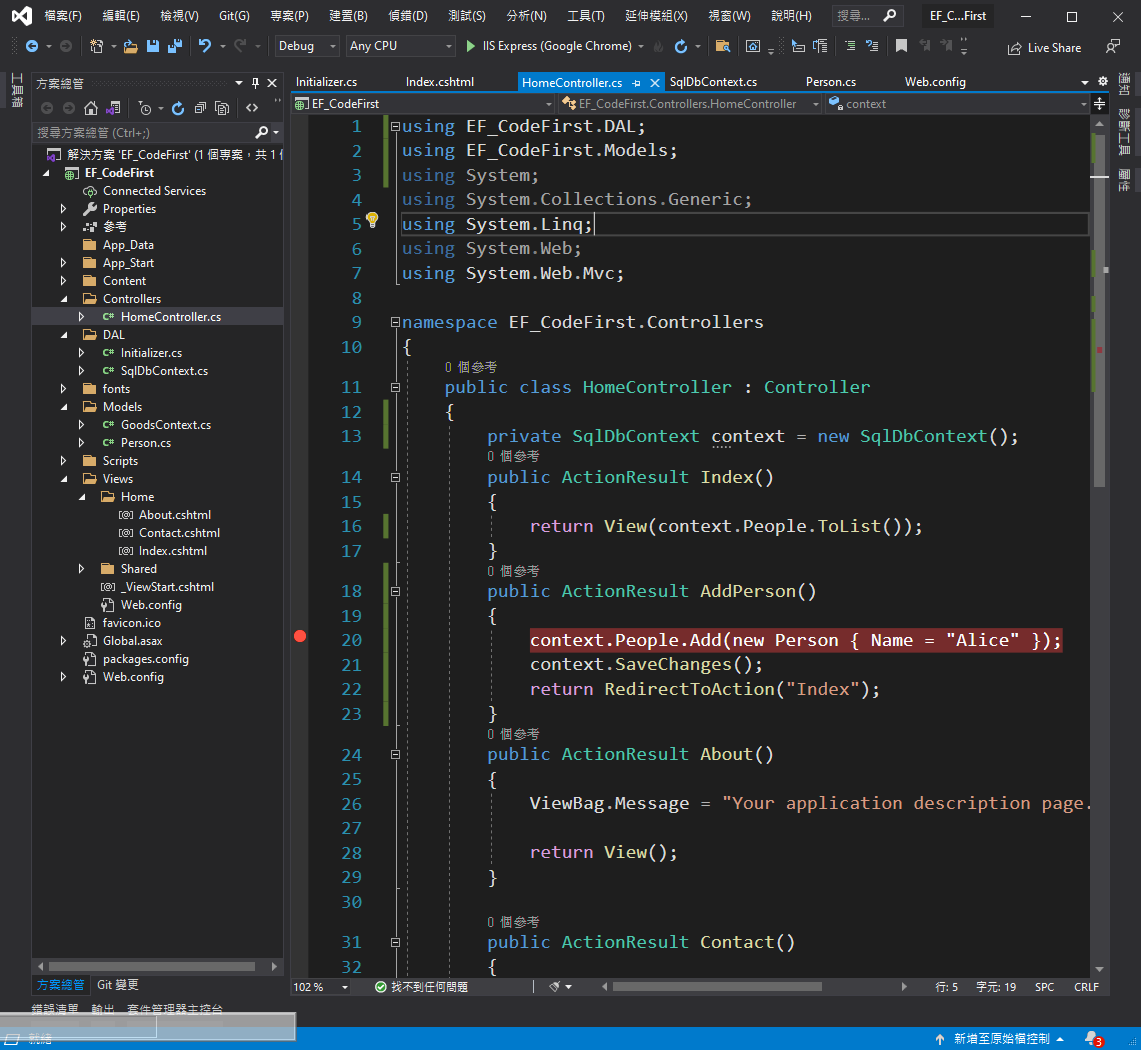 檔案(F) 編輯(E) 檢視(V) Git(G) 專案(P) 建置(B) 偵錯(D) 測試(S) 分析(N) 工具(T) 延伸模組(X) 視窗(W) 說明(H) 搜尋... EF_C...First
Debug Any CPU IIS Express (Google Chrome) Live Share
工具箱
方案總管
搜尋方案總管 (Ctrl+;)
解決方案 'EF_CodeFirst' (1 個專案，共 1 個
EF_CodeFirst
Connected Services
Properties
參考
App_Data
App_Start
Content
Controllers
HomeController.cs
DAL
Initializer.cs
SqlDbContext.cs
fonts
Models
GoodsContext.cs
Person.cs
Scripts
Views
Home
About.cshtml
Contact.cshtml
Index.cshtml
Shared
_ViewStart.cshtml
Web.config
favicon.ico
Global.asax
packages.config
Web.config
方案總管 Git 變更
Initializer.cs Index.cshtml HomeController.cs SqlDbContext.cs Person.cs Web.config
EF_CodeFirst EF_CodeFirst.Controllers.HomeController context
1 using EF_CodeFirst.DAL;
2 using EF_CodeFirst.Models;
3 using System;
4 using System.Collections.Generic;
5 using System.Linq;
6 using System.Web;
7 using System.Web.Mvc;
8
9 namespace EF_CodeFirst.Controllers
10 {
0 個參考
11 public class HomeController : Controller
12 {
13 private SqlDbContext context = new SqlDbContext();
0 個參考
14 public ActionResult Index()
15 {
16 return View(context.People.ToList());
17 }
0 個參考
18 public ActionResult AddPerson()
19 {
20 context.People.Add(new Person { Name = "Alice" });
21 context.SaveChanges();
22 return RedirectToAction("Index");
23 }
0 個參考
24 public ActionResult About()
25 {
26 ViewBag.Message = "Your application description page.
27
28 return View();
29 }
30
0 個參考
31 public ActionResult Contact()
32 {
通知
診斷工具
屬性
102 % 找不到任何問題 行: 5 字元: 19 SPC CRLF
錯誤清單 輸出 套件管理器主控台
就緒 新增至原始檔控制 3